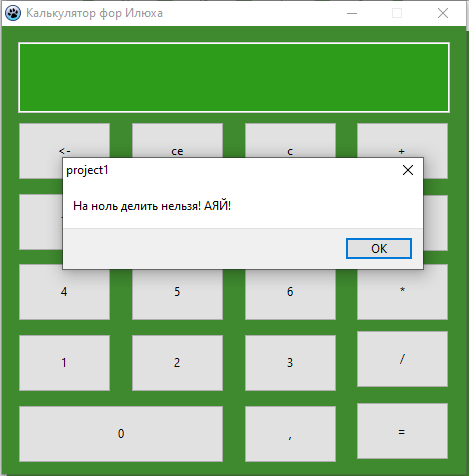 Калькулятор фор Илюха
<- ce c +
project1
На ноль делить нельзя! АЯЙ!
OK
4 5 6 *
1 2 3 /
0 , =